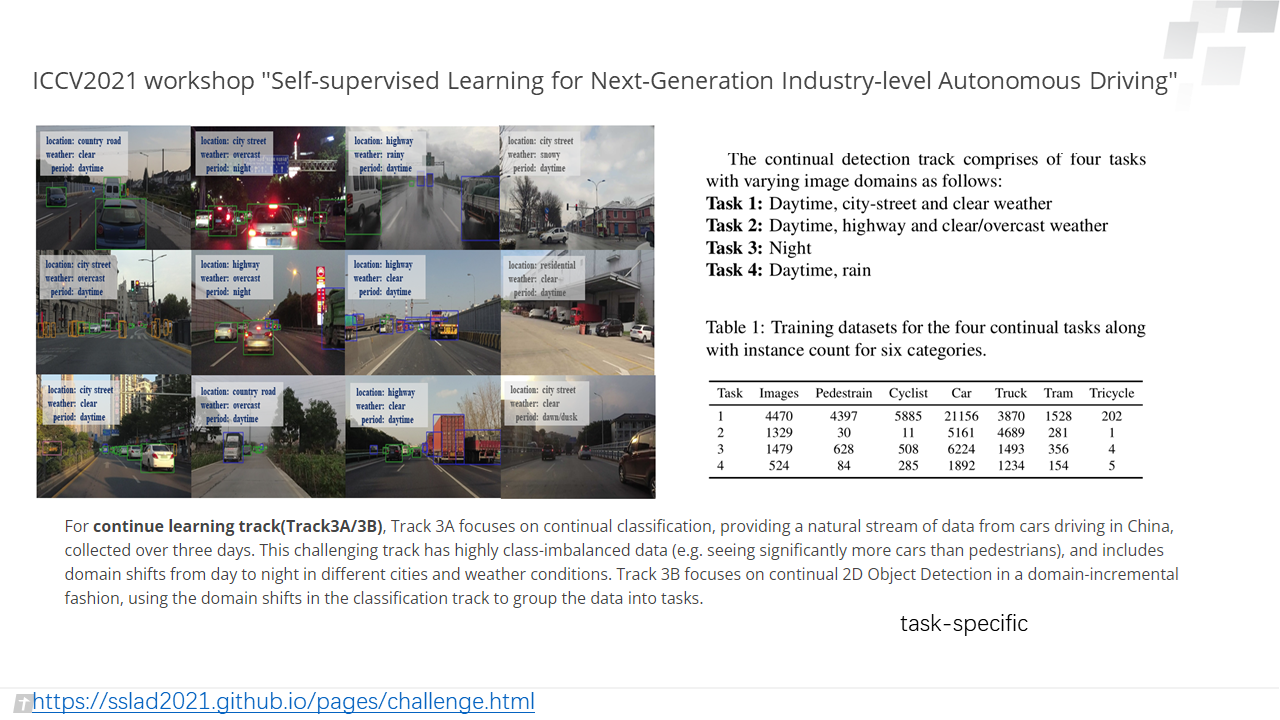 ICCV2021 workshop "Self-supervised Learning for Next-Generation Industry-level Autonomous Driving"
location: country road
weather: clear
period: daytime
location: city street
weather: overcast
period: night
location: highway
weather: rainy
period: daytime
location: city street
weather: snowy
period: daytime
location: city street
weather: overcast
period: daytime
location: highway
weather: overcast
period: night
location: highway
weather: clear
period: daytime
location: residential
weather: clear
period: daytime
location: city street
weather: clear
period: daytime
location: country road
weather: overcast
period: daytime
location: highway
weather: clear
period: daytime
location: city street
weather: clear
period: dawn/dusk
The continual detection track comprises of four tasks
with varying image domains as follows:
Task 1: Daytime, city-street and clear weather
Task 2: Daytime, highway and clear/overcast weather
Task 3: Night
Task 4: Daytime, rain
Table 1: Training datasets for the four continual tasks along
with instance count for six categories.
Task Images Pedestrain Cyclist Car Truck Tram Tricycle
1 4470 4397 5885 21156 3870 1528 202
2 1329 30 11 5161 4689 281 1
3 1479 628 508 6224 1493 356 4
4 524 84 285 1892 1234 154 5
For continue learning track(Track3A/3B), Track 3A focuses on continual classification, providing a natural stream of data from cars driving in China,
collected over three days. This challenging track has highly class-imbalanced data (e.g. seeing significantly more cars than pedestrians), and includes
domain shifts from day to night in different cities and weather conditions. Track 3B focuses on continual 2D Object Detection in a domain-incremental
fashion, using the domain shifts in the classification track to group the data into tasks.
task-specific
https://sslad2021.github.io/pages/challenge.html